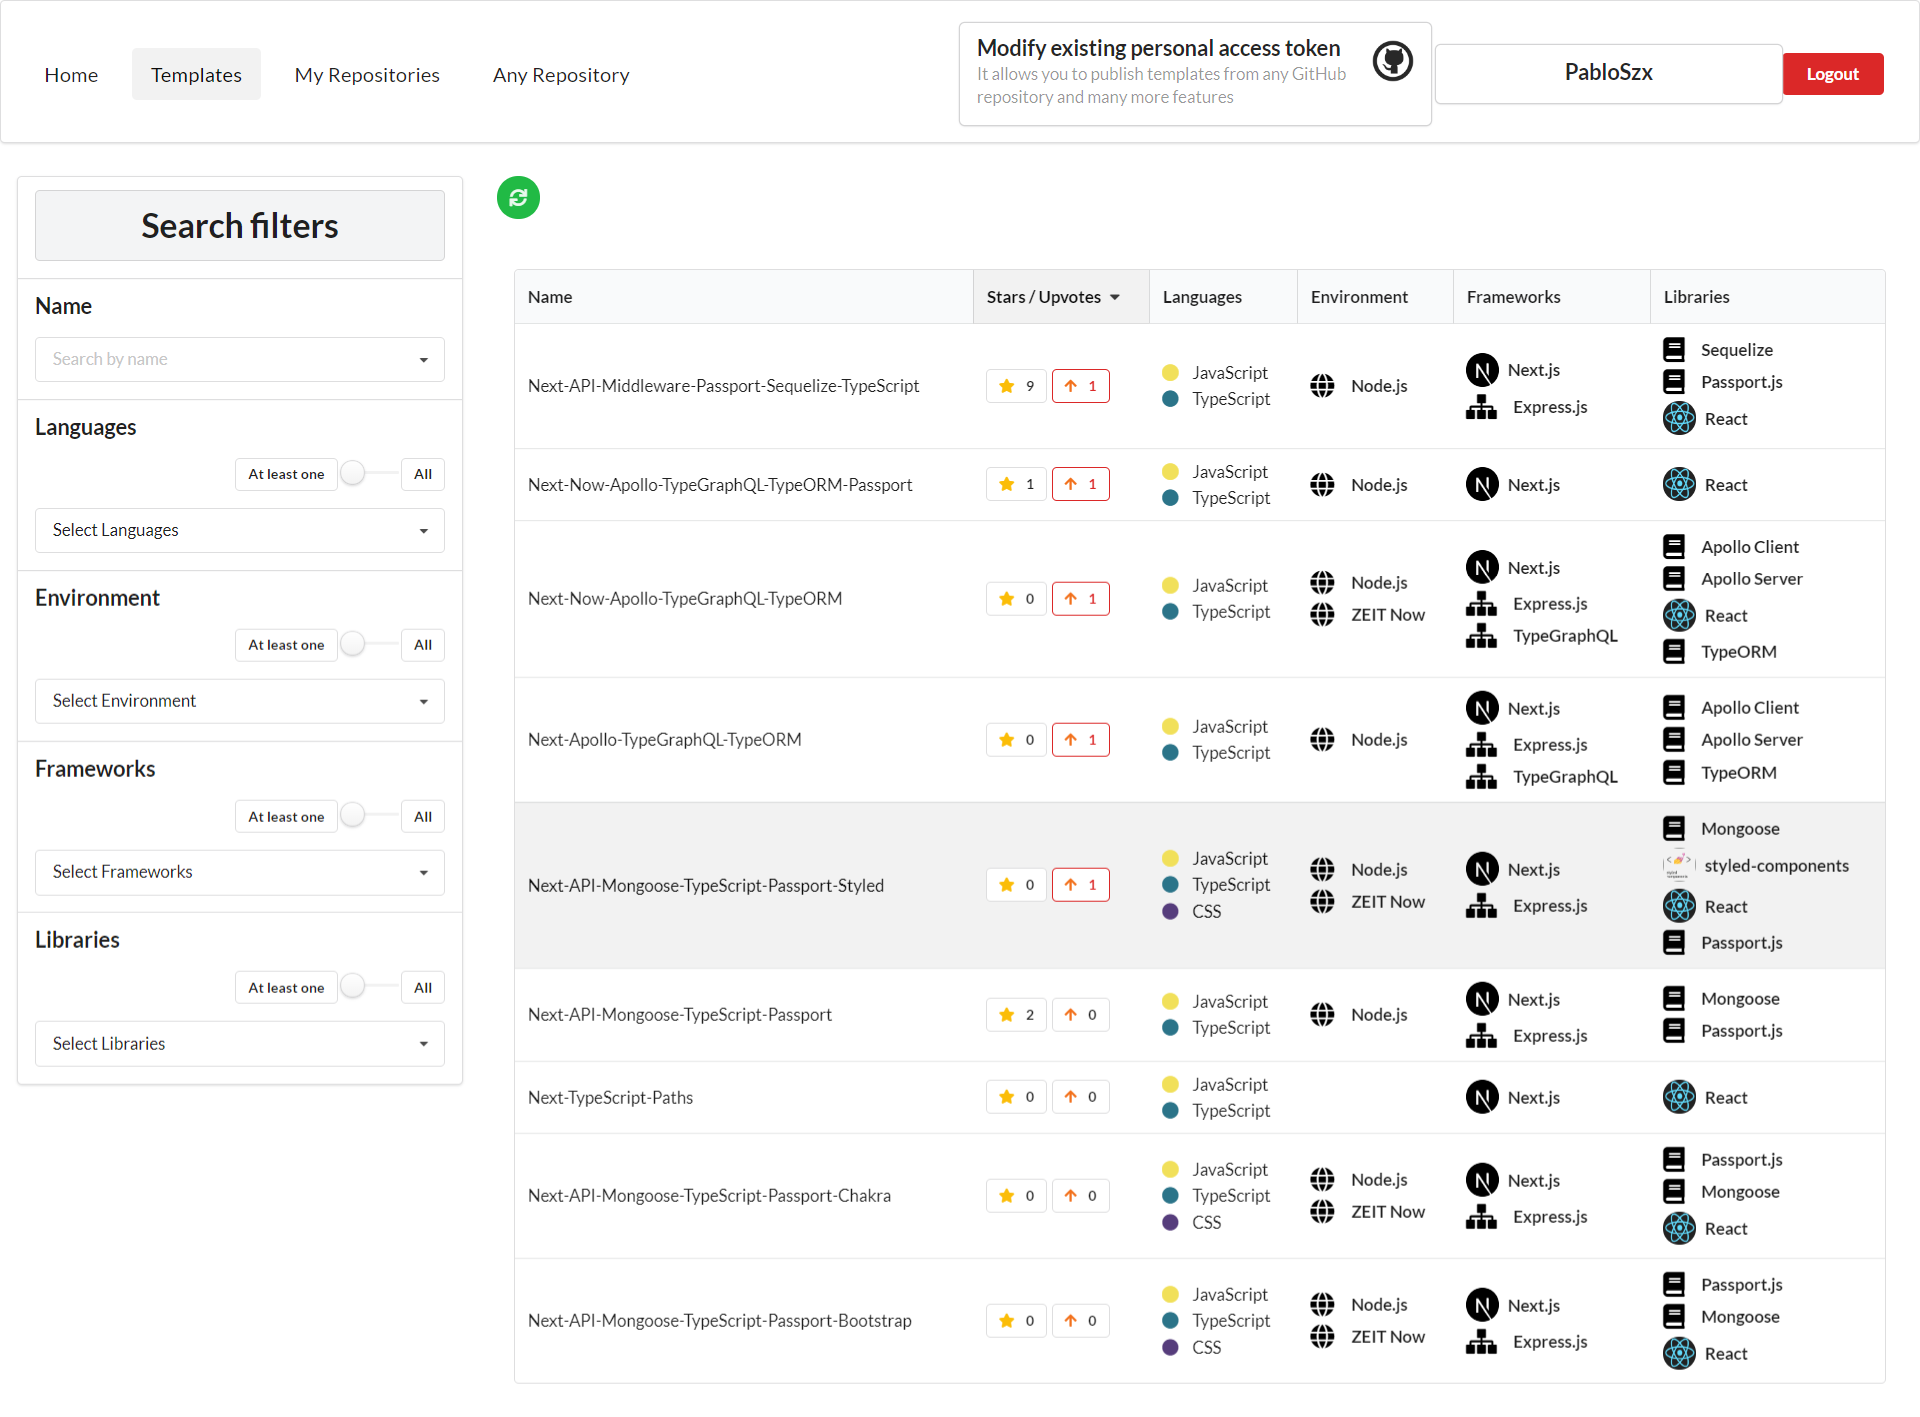 Home
Templates
My Repositories
Any Repository
Modify existing personal access token
It allows you to publish templates from any GitHub
repository and many more features
PabloSzx
Logout
Search filters
Name
Search by name
Languages
At least one
All
Select Languages
Environment
At least one
All
Select Environment
Frameworks
At least one
All
Select Frameworks
Libraries
At least one
All
Select Libraries
Name
Stars / Upvotes
Languages
Environment
Frameworks
Libraries
Next-API-Middleware-Passport-Sequelize-TypeScript
9
1
JavaScript
TypeScript
Node.js
Next.js
Express.js
Sequelize
Passport.js
React
Next-Now-Apollo-TypeGraphQL-TypeORM-Passport
1
1
JavaScript
TypeScript
Node.js
Next.js
React
Next-Now-Apollo-TypeGraphQL-TypeORM
0
1
JavaScript
TypeScript
Node.js
ZEIT Now
Next.js
Express.js
TypeGraphQL
Apollo Client
Apollo Server
React
TypeORM
Next-Apollo-TypeGraphQL-TypeORM
0
1
JavaScript
TypeScript
Node.js
Next.js
Express.js
TypeGraphQL
Apollo Client
Apollo Server
TypeORM
Next-API-Mongoose-TypeScript-Passport-Styled
0
1
JavaScript
TypeScript
CSS
Node.js
ZEIT Now
Next.js
Express.js
Mongoose
styled-components
React
Passport.js
Next-API-Mongoose-TypeScript-Passport
2
0
JavaScript
TypeScript
Node.js
Next.js
Express.js
Mongoose
Passport.js
Next-TypeScript-Paths
0
0
JavaScript
TypeScript
Next.js
React
Next-API-Mongoose-TypeScript-Passport-Chakra
0
0
JavaScript
TypeScript
CSS
Node.js
ZEIT Now
Next.js
Express.js
Passport.js
Mongoose
React
Next-API-Mongoose-TypeScript-Passport-Bootstrap
0
0
JavaScript
TypeScript
CSS
Node.js
ZEIT Now
Next.js
Express.js
Passport.js
Mongoose
React